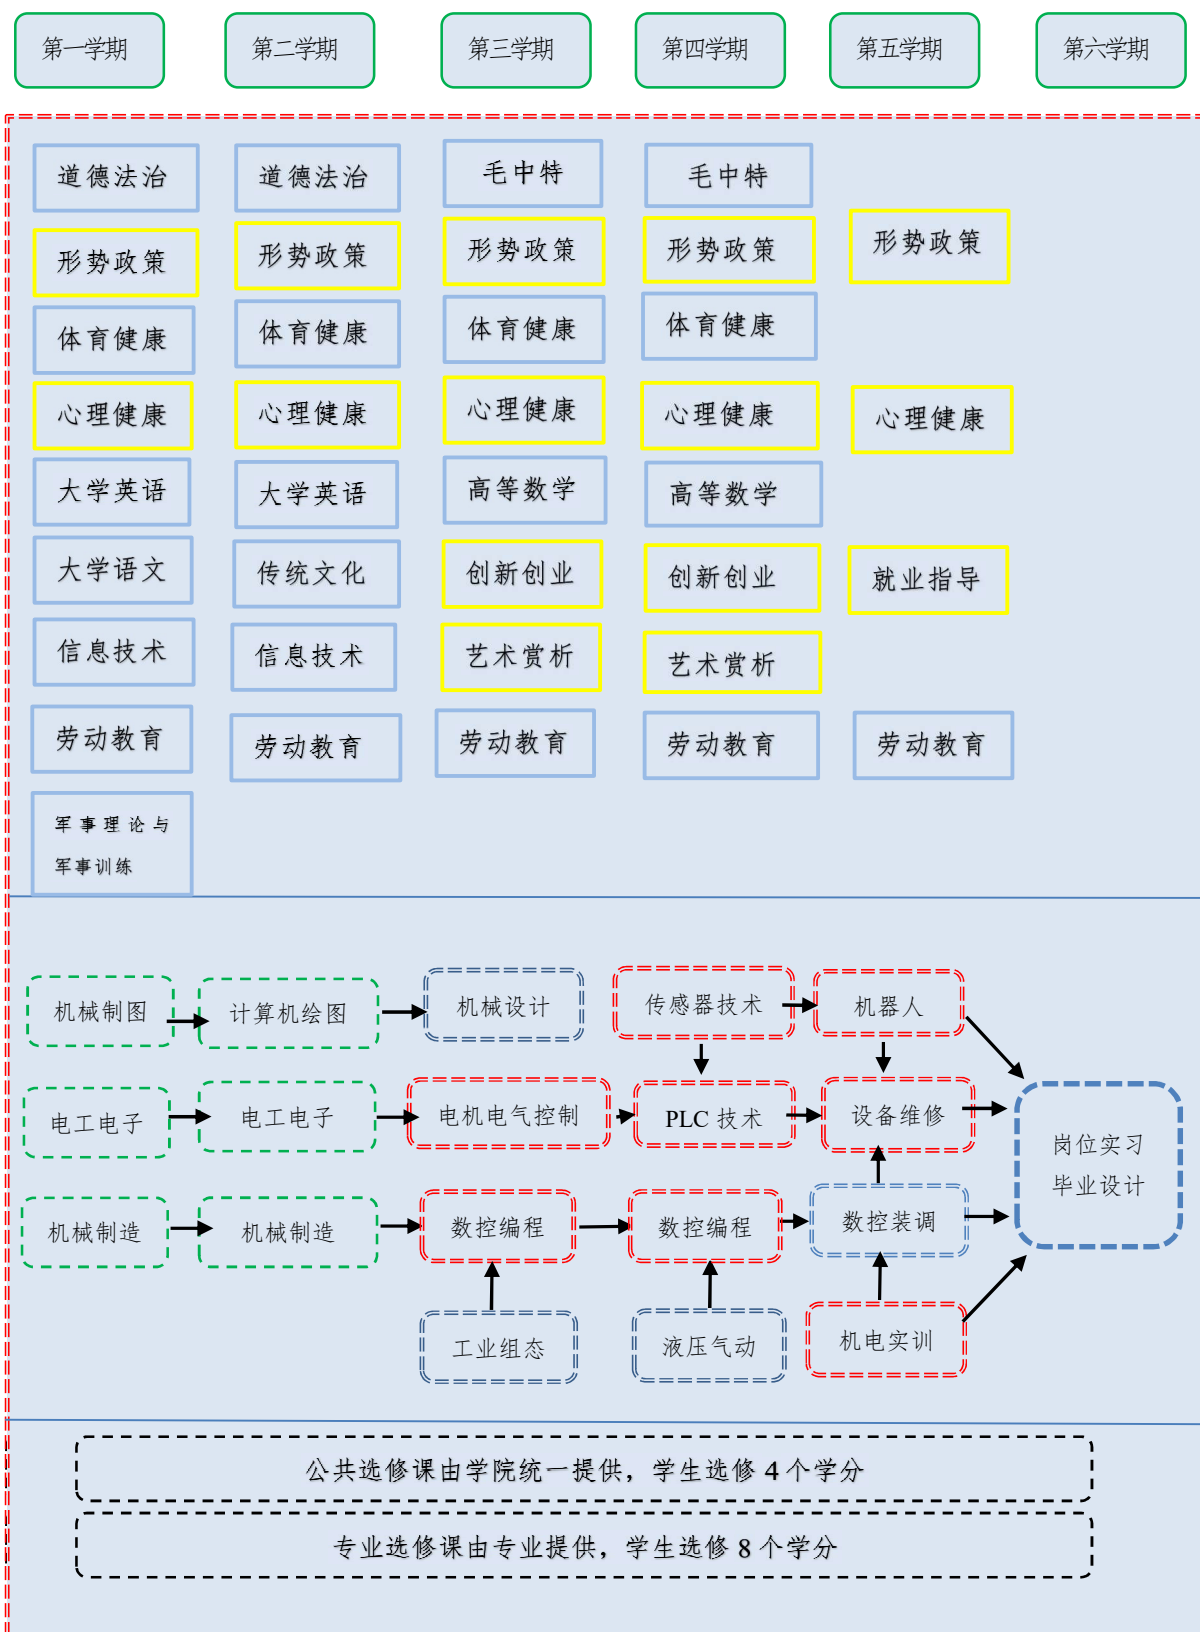 第一学期
第二学期
第三学期
第四学期
第五学期
第六学期
道德法治
道德法治
毛中特
毛中特
形势政策
形势政策
形势政策
形势政策
形势政策
体育健康
体育健康
体育健康
体育健康
心理健康
心理健康
心理健康
心理健康
心理健康
大学英语
大学英语
高等数学
高等数学
大学语文
传统文化
创新创业
创新创业
就业指导
信息技术
信息技术
艺术赏析
艺术赏析
劳动教育
劳动教育
劳动教育
劳动教育
劳动教育
军事理论与
军事训练
机械制图
计算机绘图
机械设计
传感器技术
机器人
电工电子
电工电子
电机电气控制
PLC 技术
设备维修
岗位实习
毕业设计
机械制造
机械制造
数控编程
数控编程
数控装调
工业组态
液压气动
机电实训
公共选修课由学院统一提供，学生选修 4 个学分
专业选修课由专业提供，学生选修 8 个学分